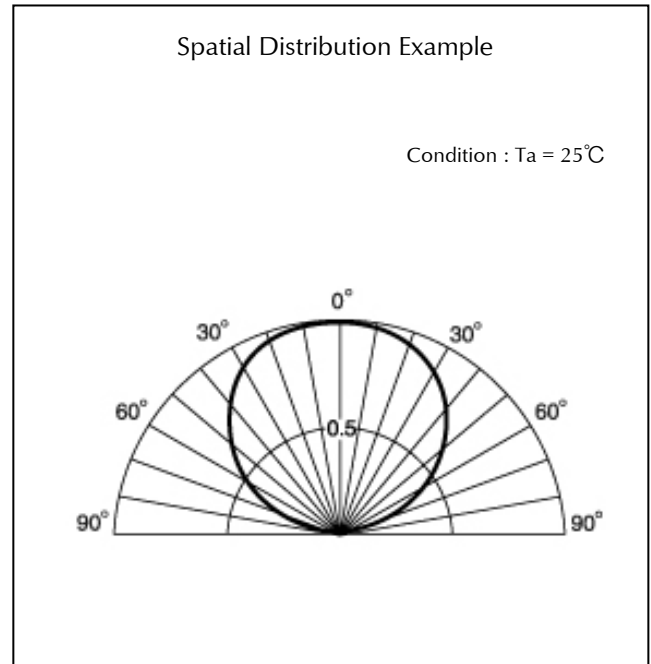 Spatial Distribution Example
Condition : Ta = 25℃
0°
30° 30°
60° 60°
0.5
90° 90°